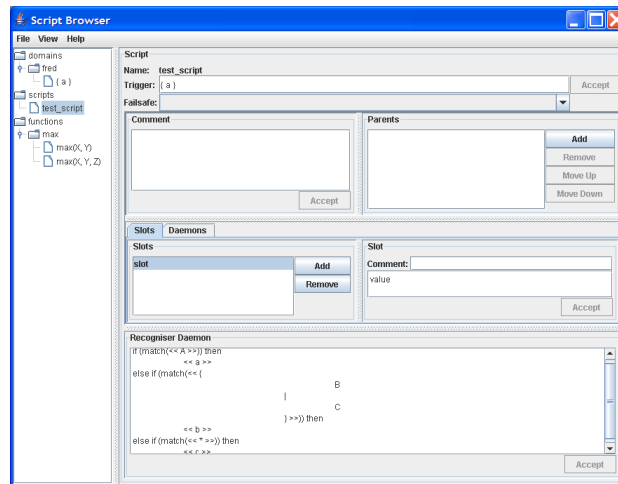 Script Browser
File View Help
domains
fred
{ a }
scripts
test_script
functions
max
max(X, Y)
max(X, Y, Z)
Script
Name: test_script
Trigger: { a }
Accept
Failsafe:
Comment
Accept
Parents
Add
Remove
Move Up
Move Down
Slots Daemons
Slots
slot
Add
Remove
Slot
Comment:
value
Accept
Recogniser Daemon
if (match(<< A >>)) then
<< a >>
else if (match(<< {
B
|
C
} >>)) then
<< b >>
else if (match(<< * >>)) then
<< c >>
Accept